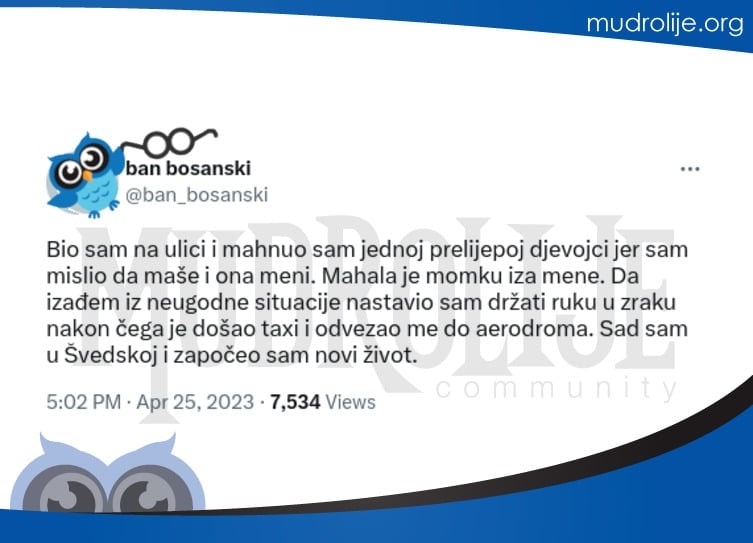 mudrolije.org
ban bosanski
@ban_bosanski
Bio sam na ulici i mahnuo sam jednoj prelijepoj djevojci jer sam
mislio da maše i ona meni. Mahala je momku iza mene. Da
izađem iz neugodne situacije nastavio sam držati ruku u zraku
nakon čega je došao taxi i odvezao me do aerodroma. Sad sam
u Švedskoj i započeo sam novi život.
MUDROLIJE
community
5:02 PM · Apr 25, 2023 · 7,534 Views